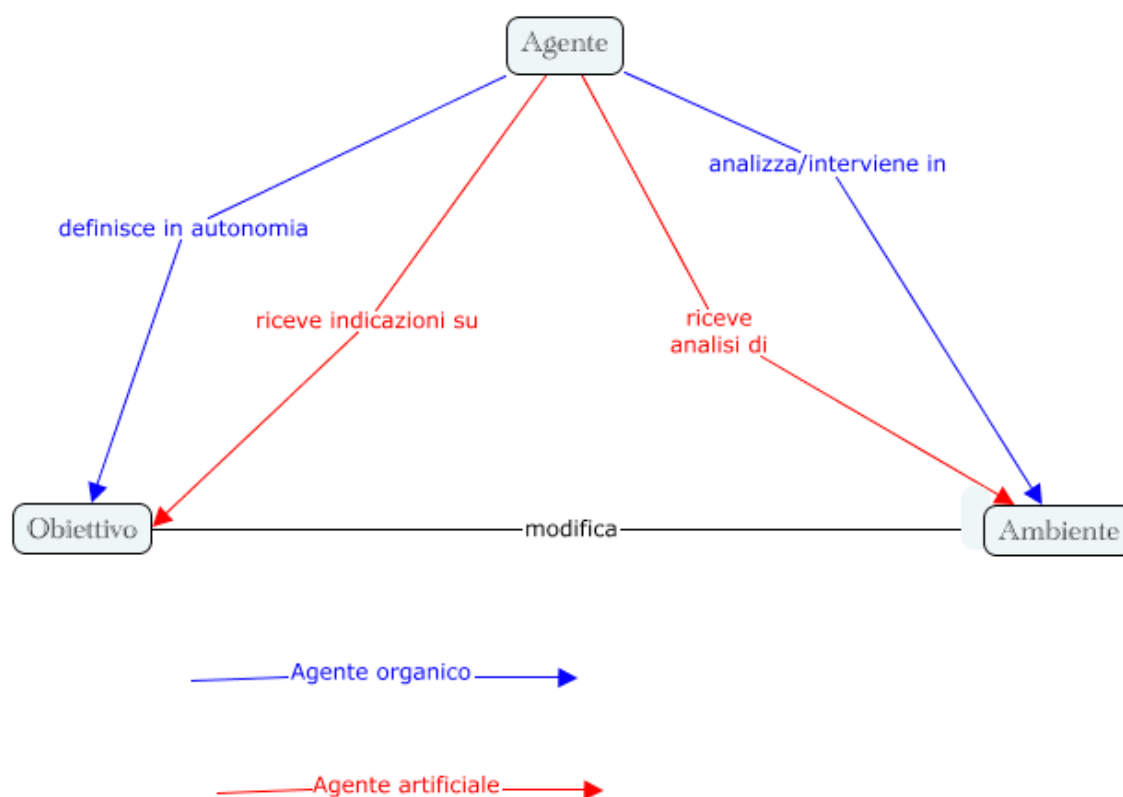 Agente
analizza/interviene in
definisce in autonomia
riceve indicazioni su
riceve
analisi di
Obiettivo
modifica
Ambiente
Agente organico
Agente artificiale